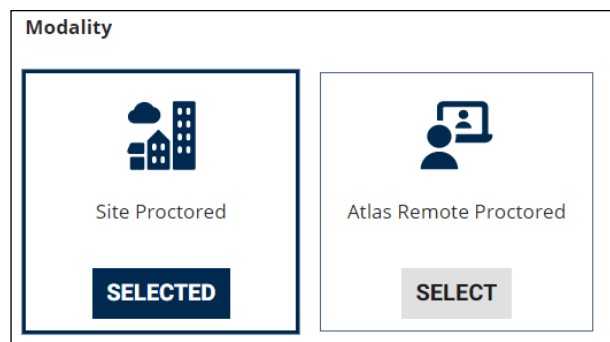 Modality
Site Proctored
Atlas Remote Proctored
SELECTED
SELECT